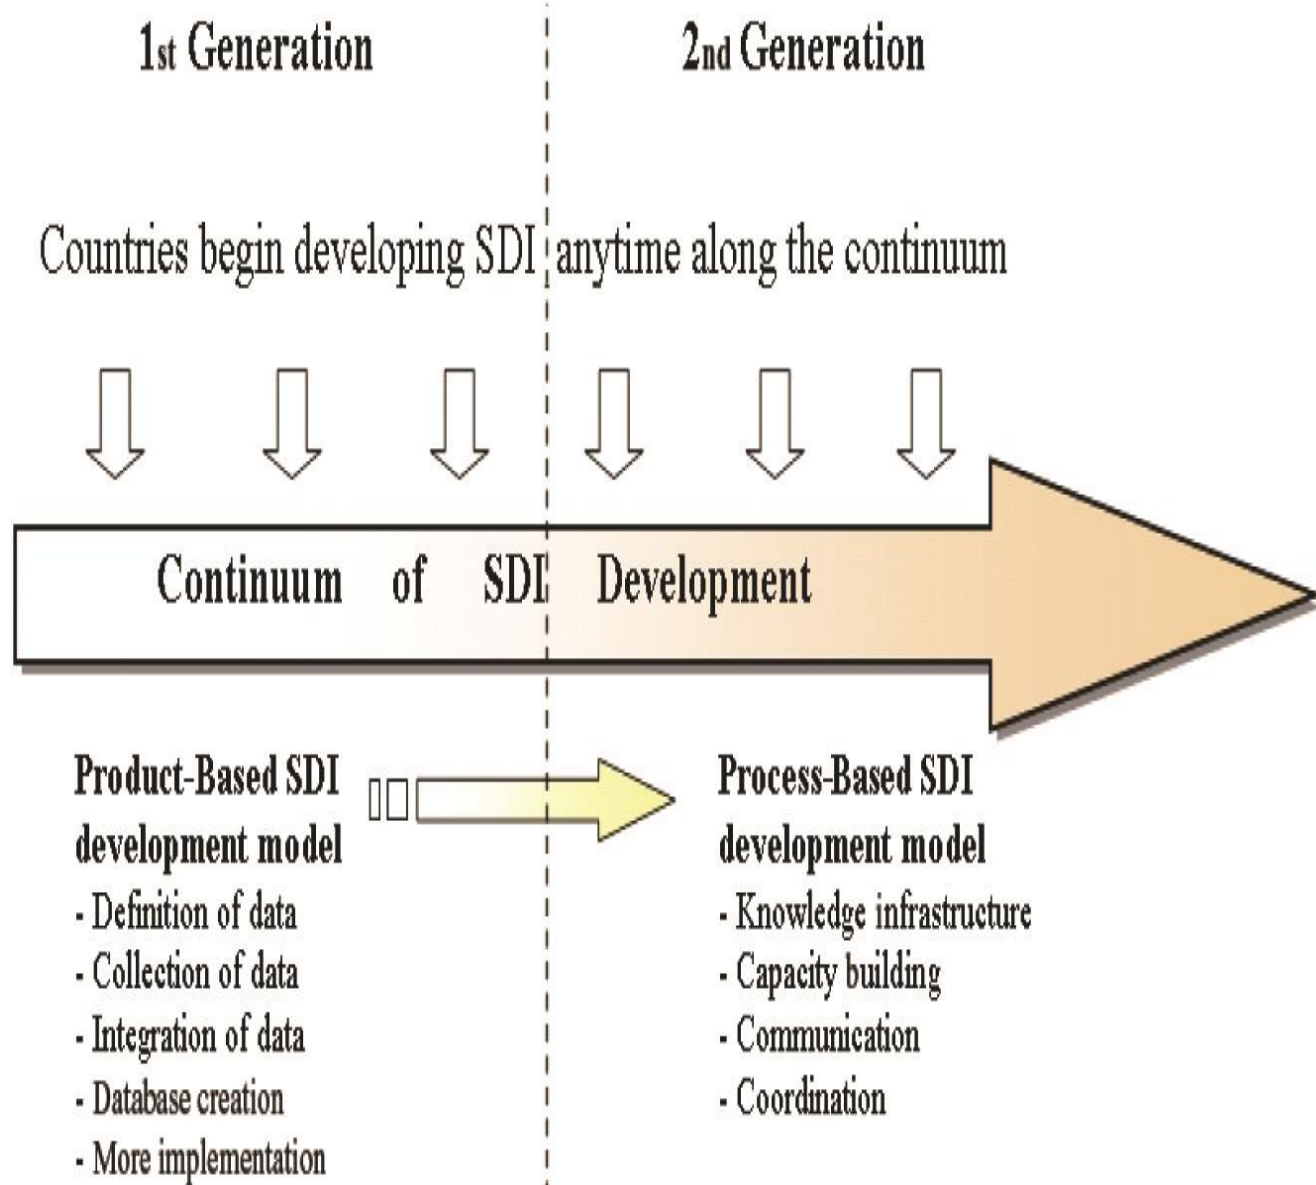 1st Generation
2nd Generation
Countries begin developing SDI anytime along the continuum
Continuum of SDI Development
Product-Based SDI
development model
- Definition of data
- Collection of data
- Integration of data
- Database creation
- More implementation
Process-Based SDI
development model
- Knowledge infrastructure
- Capacity building
- Communication
- Coordination